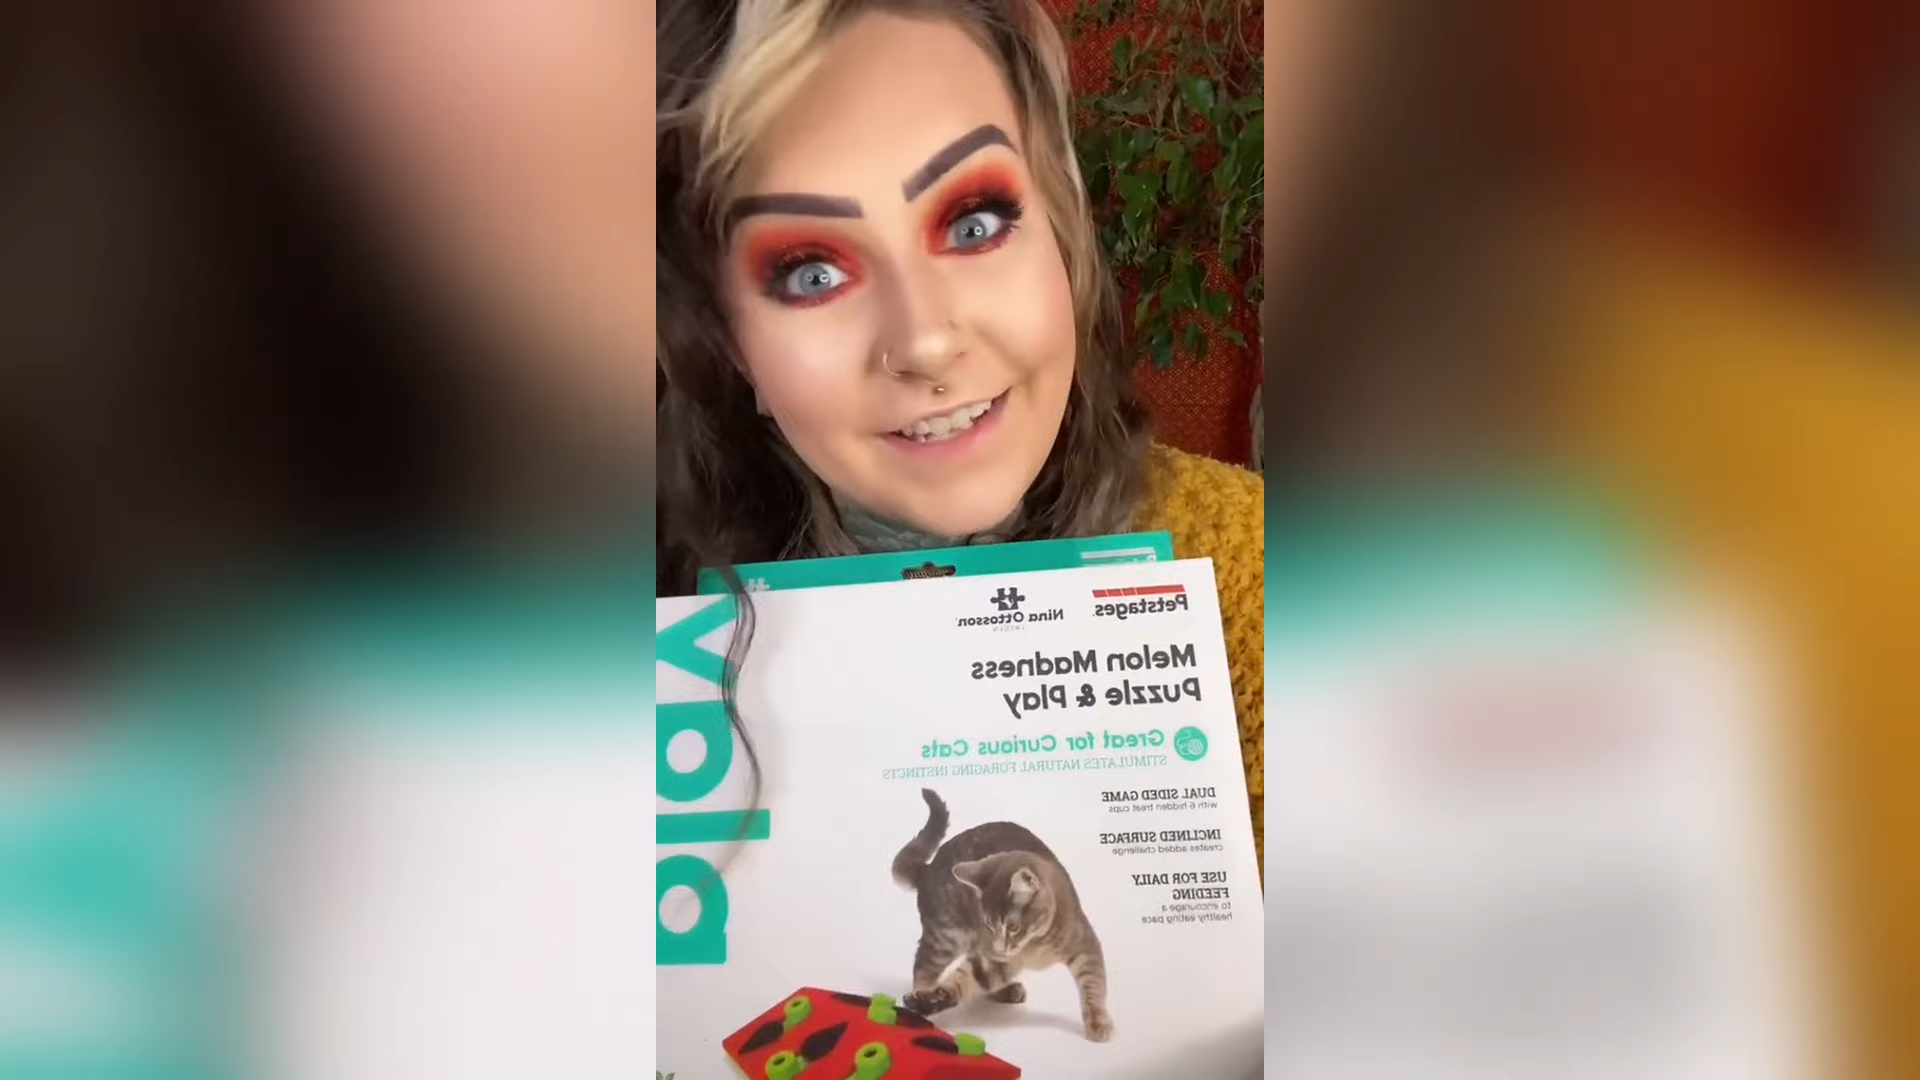 Petstages
Nina Ottosson
SWEDEN
Melon Madness
Puzzle & Play
Great for Curious Cats
STIMULATES NATURAL FORAGING INSTINCTS
DUAL SIDED GAME
with 6 hidden treat cups
INCLINED SURFACE
creates added challenge
USE FOR DAILY
FEEDING
to encourage a
healthy eating pace